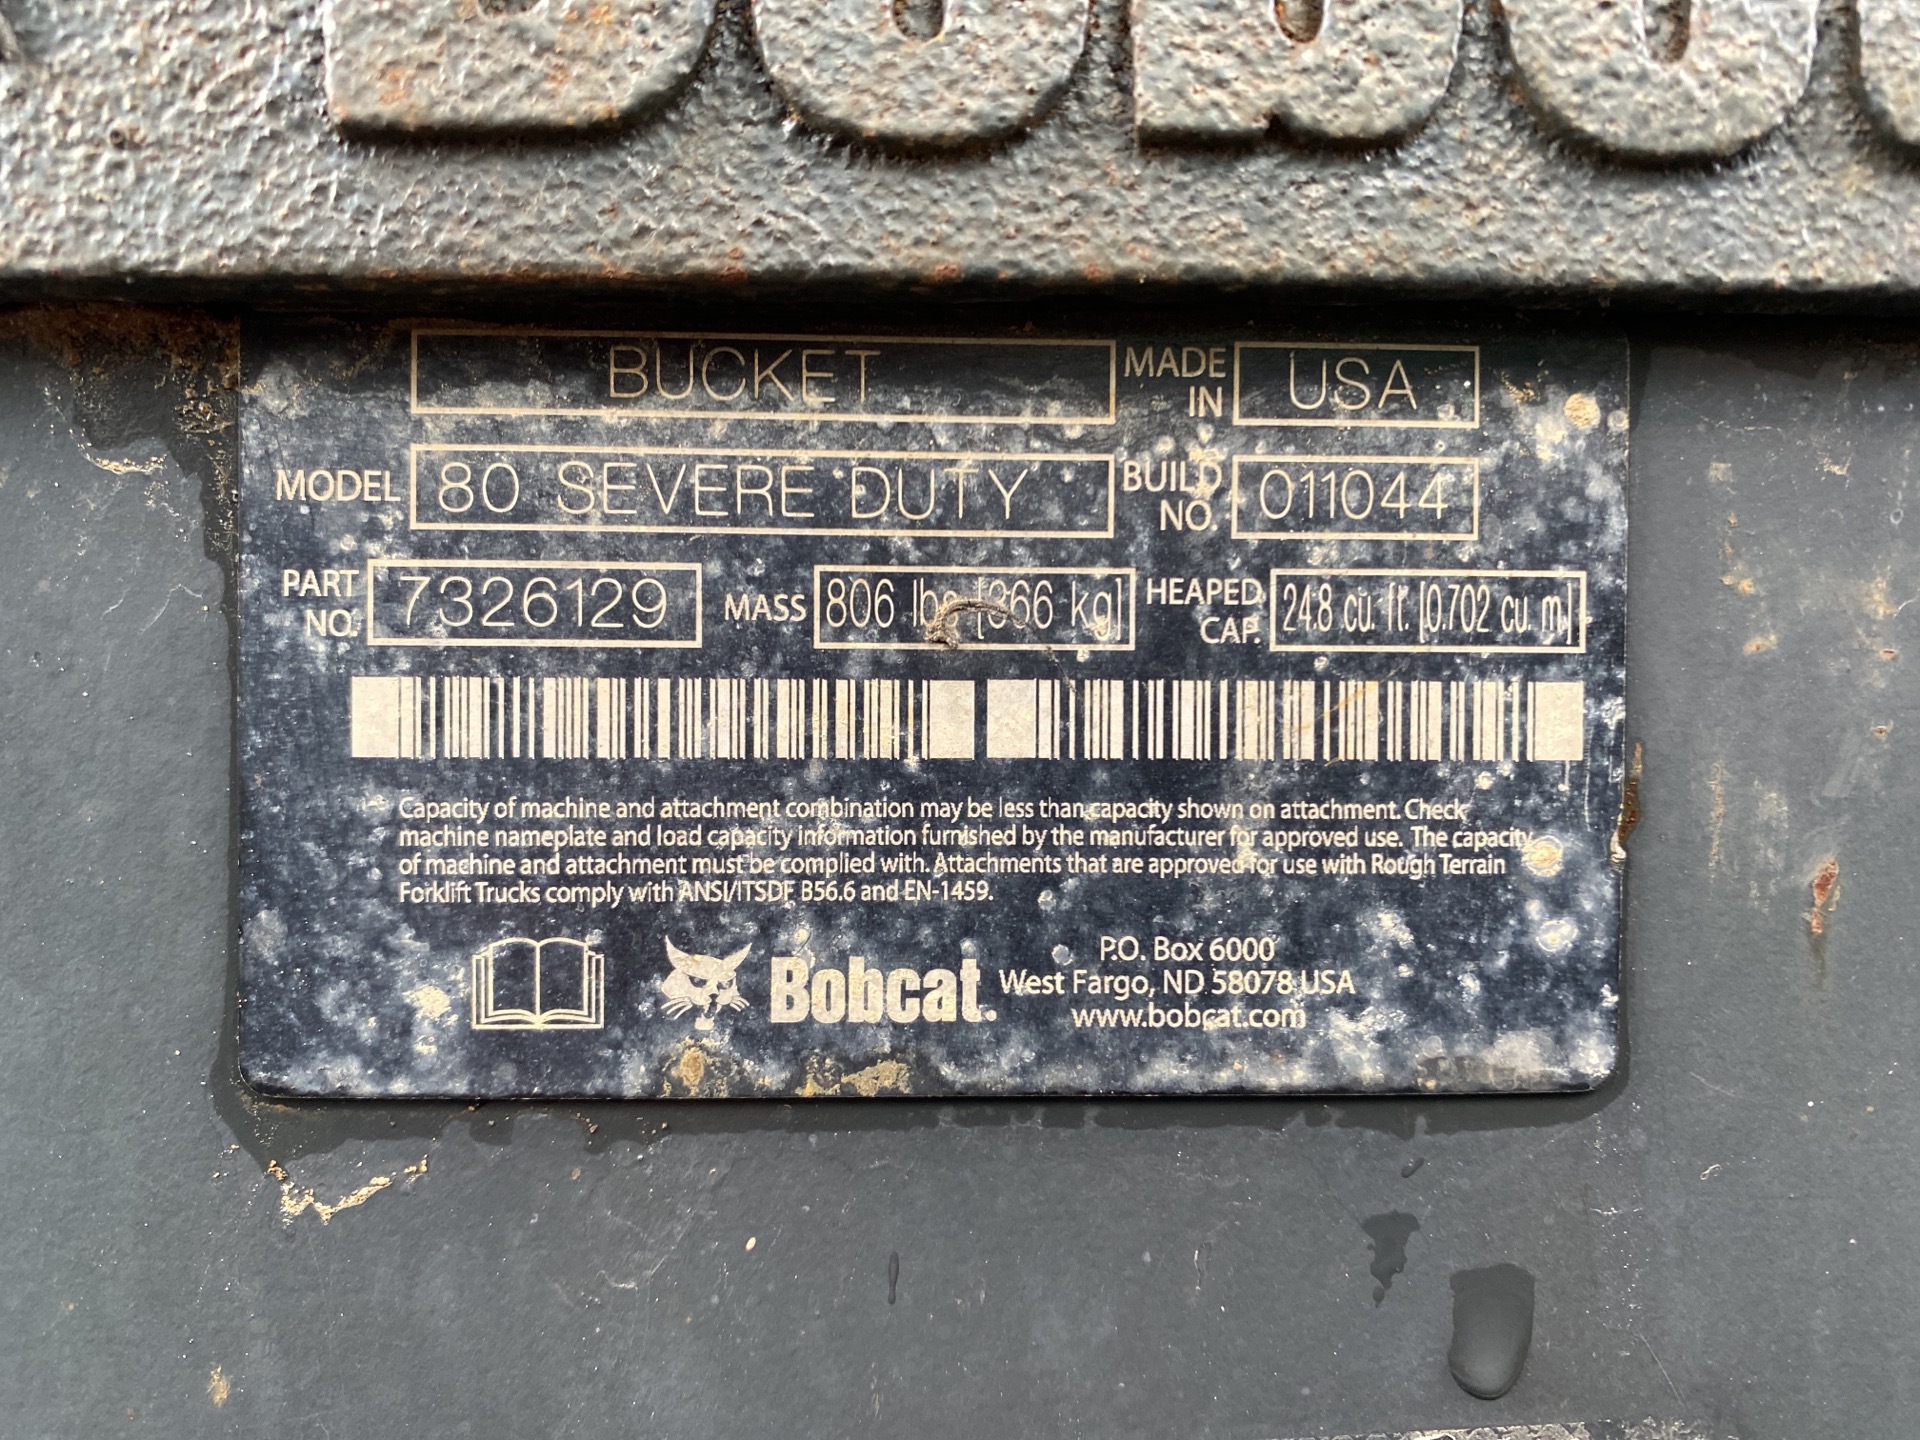 BOBC
BUCKET MADE IN USA
MODEL 80 SEVERE DUTY BUILD NO. 011044
PART NO. 7326129 MASS 806 lbs [366 kg] HEAPED CAP. 24.8 cu. ft. [0.702 cu. m]
Capacity of machine and attachment combination may be less than capacity shown on attachment. Check
machine nameplate and load capacity information furnished by the manufacturer for approved use. The capacity
of machine and attachment must be complied with. Attachments that are approved for use with Rough Terrain
Forklift Trucks comply with ANSI/ITSDF B56.6 and EN-1459.
Bobcat.
P.O. Box 6000
West Fargo, ND 58078 USA
www.bobcat.com